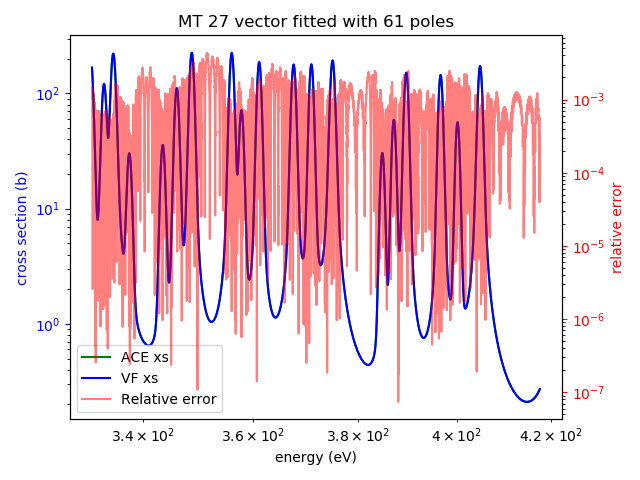 MT 27 vector fitted with 61 poles
10²
10¹
10⁰
cross section (b)
10⁻³
10⁻⁴
10⁻⁵
10⁻⁶
10⁻⁷
relative error
ACE xs
VF xs
Relative error
3.4 × 10² 3.6 × 10² 3.8 × 10² 4 × 10² 4.2 × 10²
energy (eV)